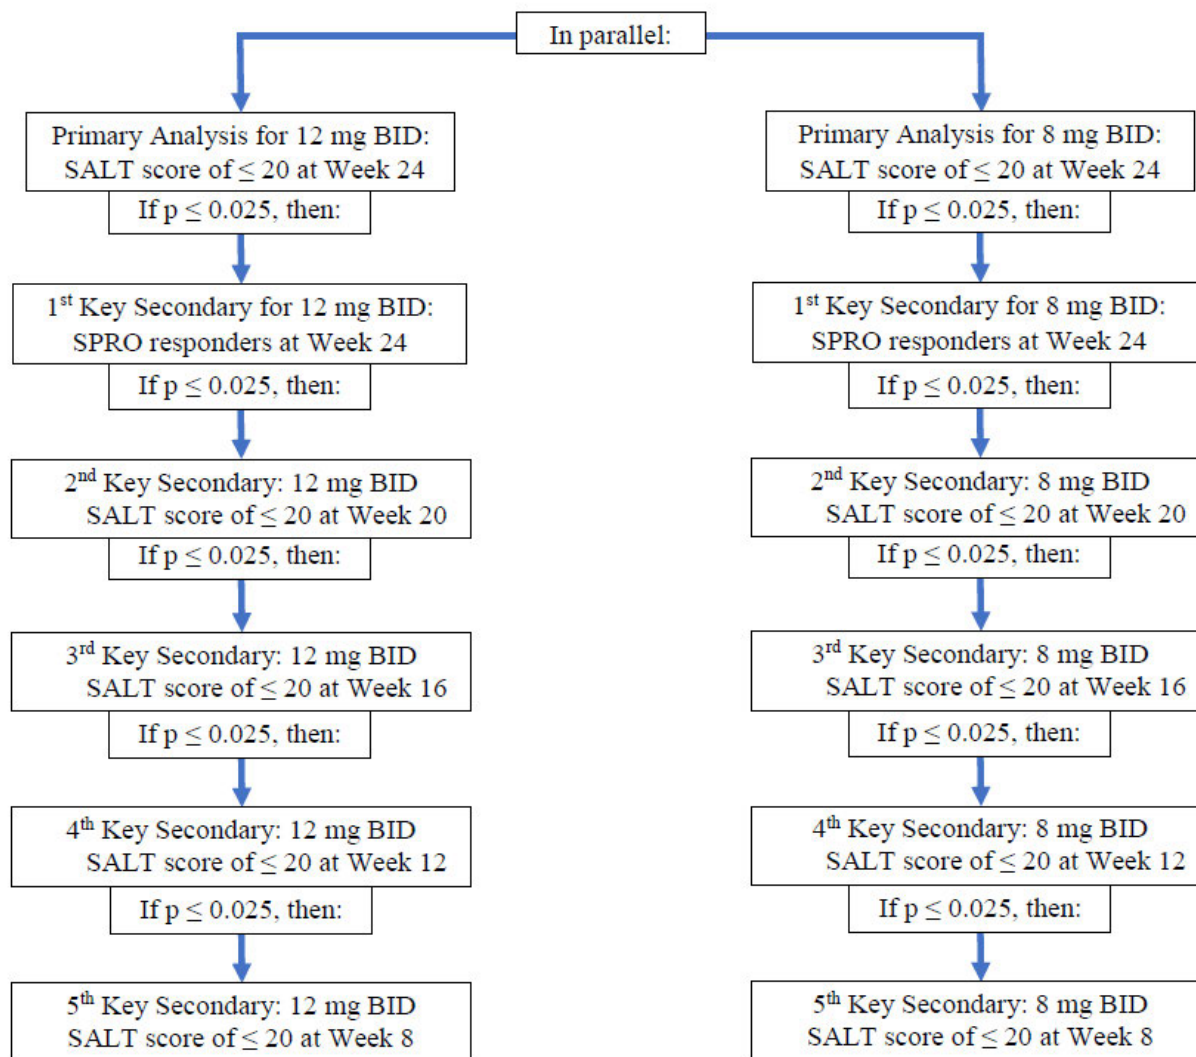 In parallel:
Primary Analysis for 12 mg BID:
SALT score of ≤ 20 at Week 24
If p ≤ 0.025, then:
1st Key Secondary for 12 mg BID:
SPRO responders at Week 24
If p ≤ 0.025, then:
2nd Key Secondary: 12 mg BID
SALT score of ≤ 20 at Week 20
If p ≤ 0.025, then:
3rd Key Secondary: 12 mg BID
SALT score of ≤ 20 at Week 16
If p ≤ 0.025, then:
4th Key Secondary: 12 mg BID
SALT score of ≤ 20 at Week 12
If p ≤ 0.025, then:
5th Key Secondary: 12 mg BID
SALT score of ≤ 20 at Week 8
Primary Analysis for 8 mg BID:
SALT score of ≤ 20 at Week 24
If p ≤ 0.025, then:
1st Key Secondary for 8 mg BID:
SPRO responders at Week 24
If p ≤ 0.025, then:
2nd Key Secondary: 8 mg BID
SALT score of ≤ 20 at Week 20
If p ≤ 0.025, then:
3rd Key Secondary: 8 mg BID
SALT score of ≤ 20 at Week 16
If p ≤ 0.025, then:
4th Key Secondary: 8 mg BID
SALT score of ≤ 20 at Week 12
If p ≤ 0.025, then:
5th Key Secondary: 8 mg BID
SALT score of ≤ 20 at Week 8